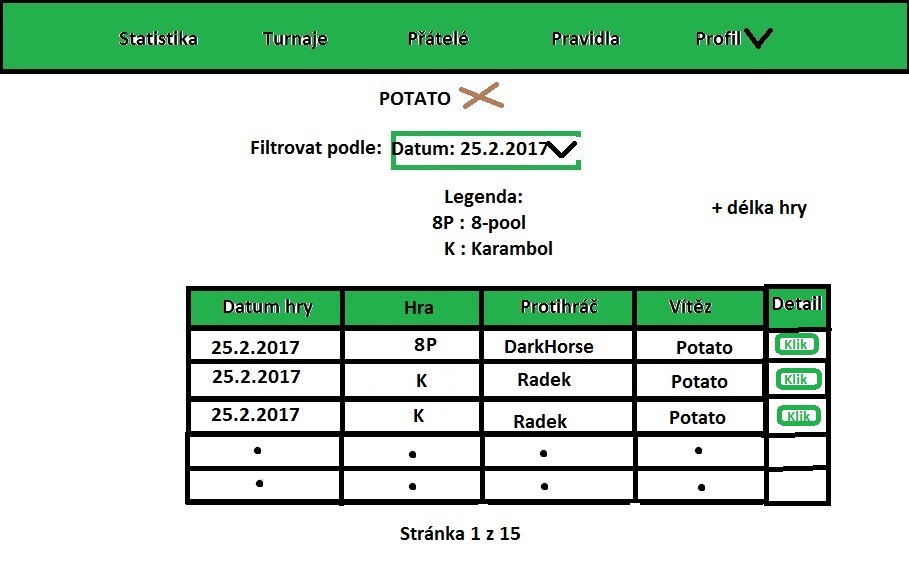 Statistika Turnaje Přátelé Pravidla Profil
POTATO
Filtrovat podle: Datum: 25.2.2017
Legenda:
8P : 8-pool
K : Karambol
+ délka hry
Datum hry Hra Protihráč Vítěz Detail
25.2.2017 8P DarkHorse Potato Klik
25.2.2017 K Radek Potato Klik
25.2.2017 K Radek Potato Klik
Stránka 1 z 15